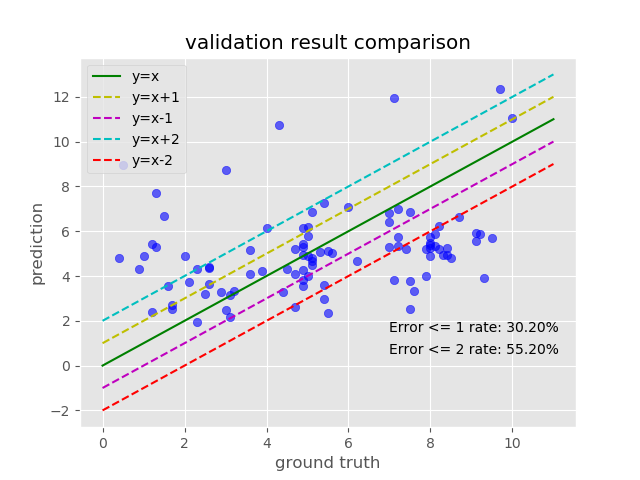 validation result comparison
y=x
y=x+1
y=x-1
y=x+2
y=x-2
12
10
8
6
4
2
0
−2
prediction
Error <= 1 rate: 30.20%
Error <= 2 rate: 55.20%
0 2 4 6 8 10
ground truth